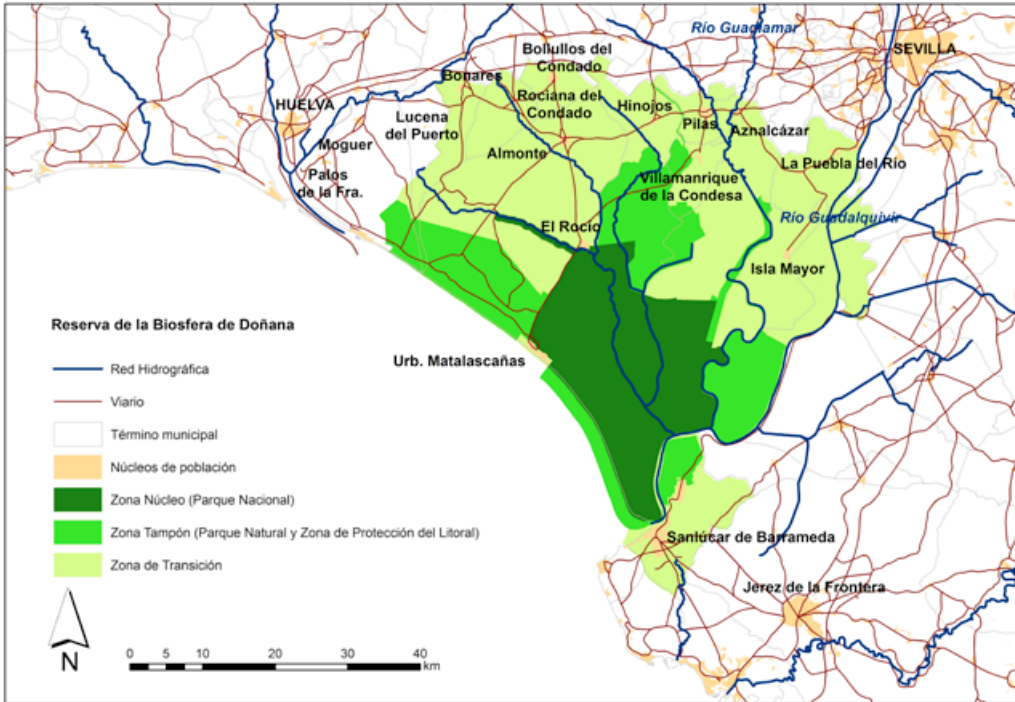 Río Guadiamar
SEVILLA
Bollullos del
Condado
Bonares
HUELVA
Rociana del
Condado
Hinojos
Lucena
del Puerto
Pilas
Aznalcázar
Moguer
Almonte
La Puebla del Río
Palos
de la Fra.
Villamanrique
de la Condesa
El Rocío
Río Guadalquivir
Isla Mayor
Urb. Matalascañas
Sanlúcar de Barrameda
Jerez de la Frontera
Reserva de la Biosfera de Doñana
Red Hidrográfica
Viario
Término municipal
Núcleos de población
Zona Núcleo (Parque Nacional)
Zona Tampón (Parque Natural y Zona de Protección del Litoral)
Zona de Transición
N
0 5 10 20 30 40
km